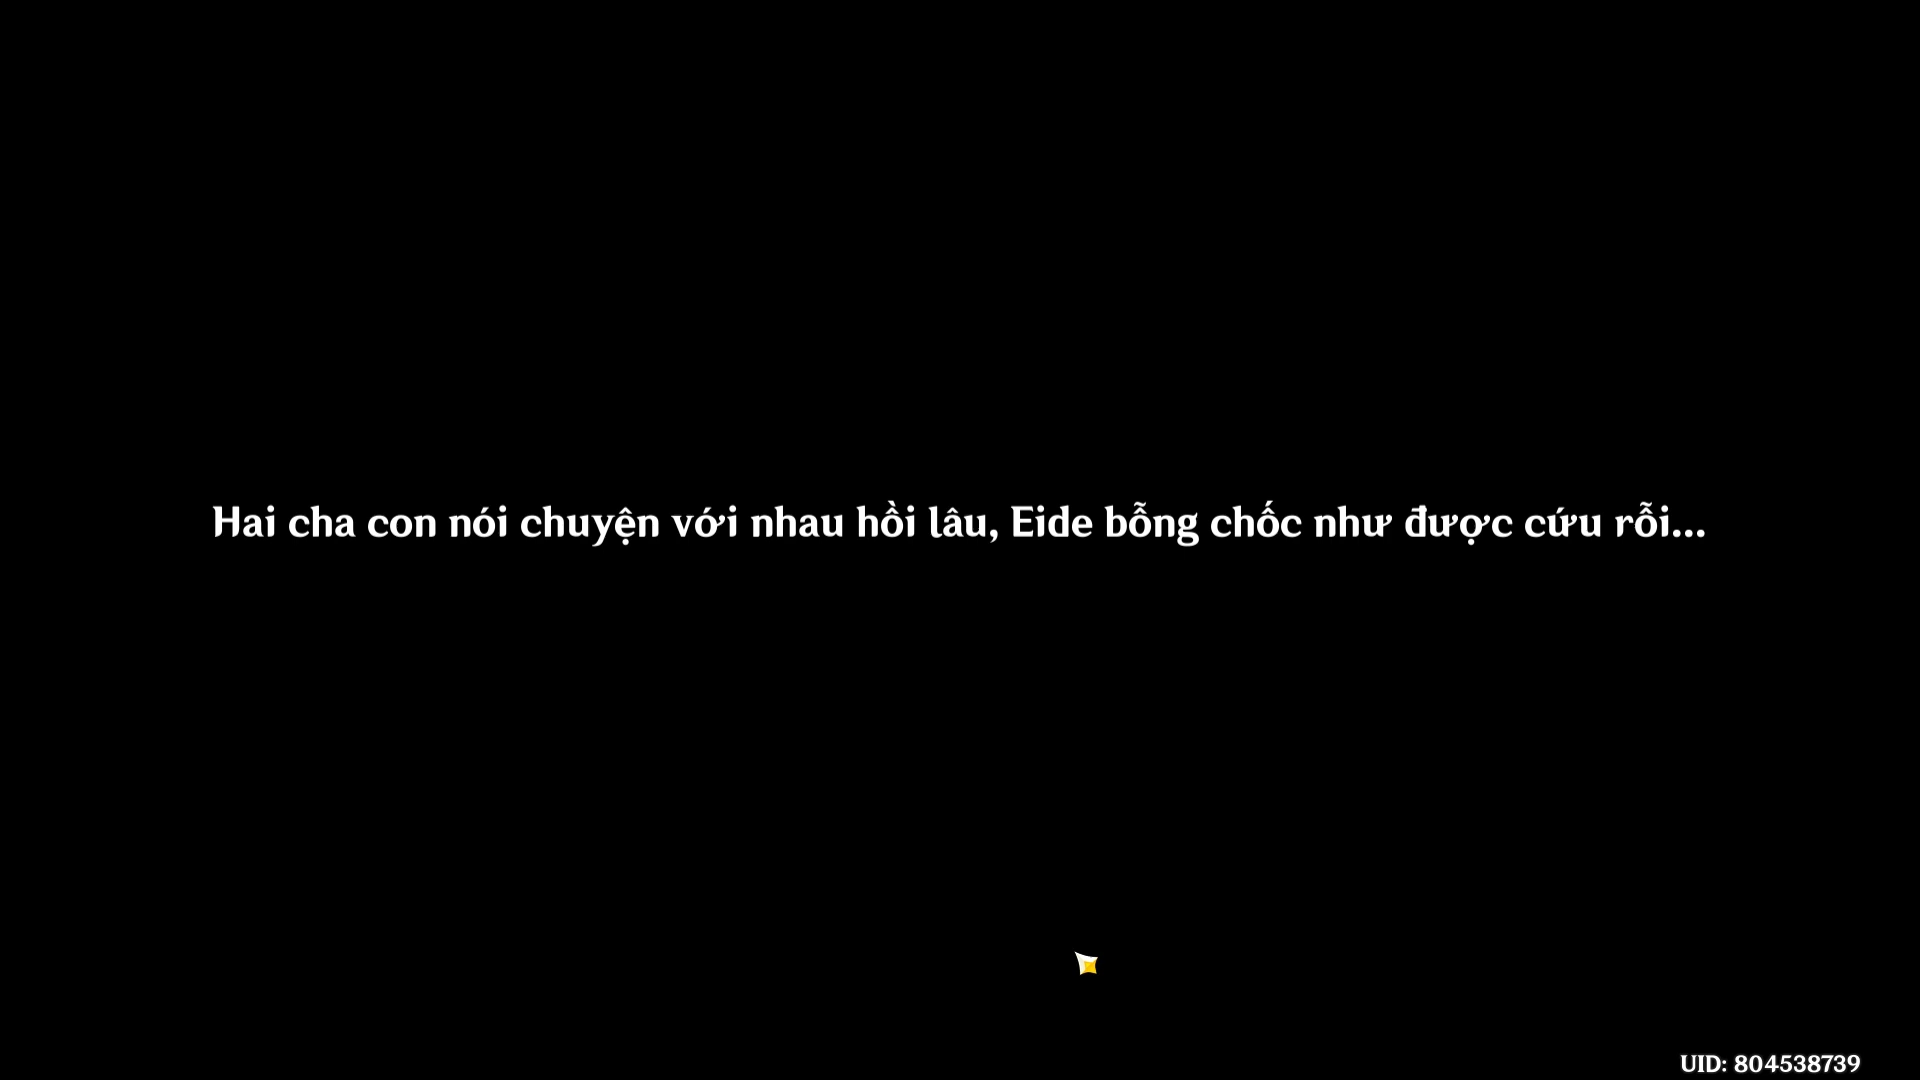 Hai cha con nói chuyện với nhau hồi lâu, Eide bỗng chốc như được cứu rỗi...
UID: 804538739